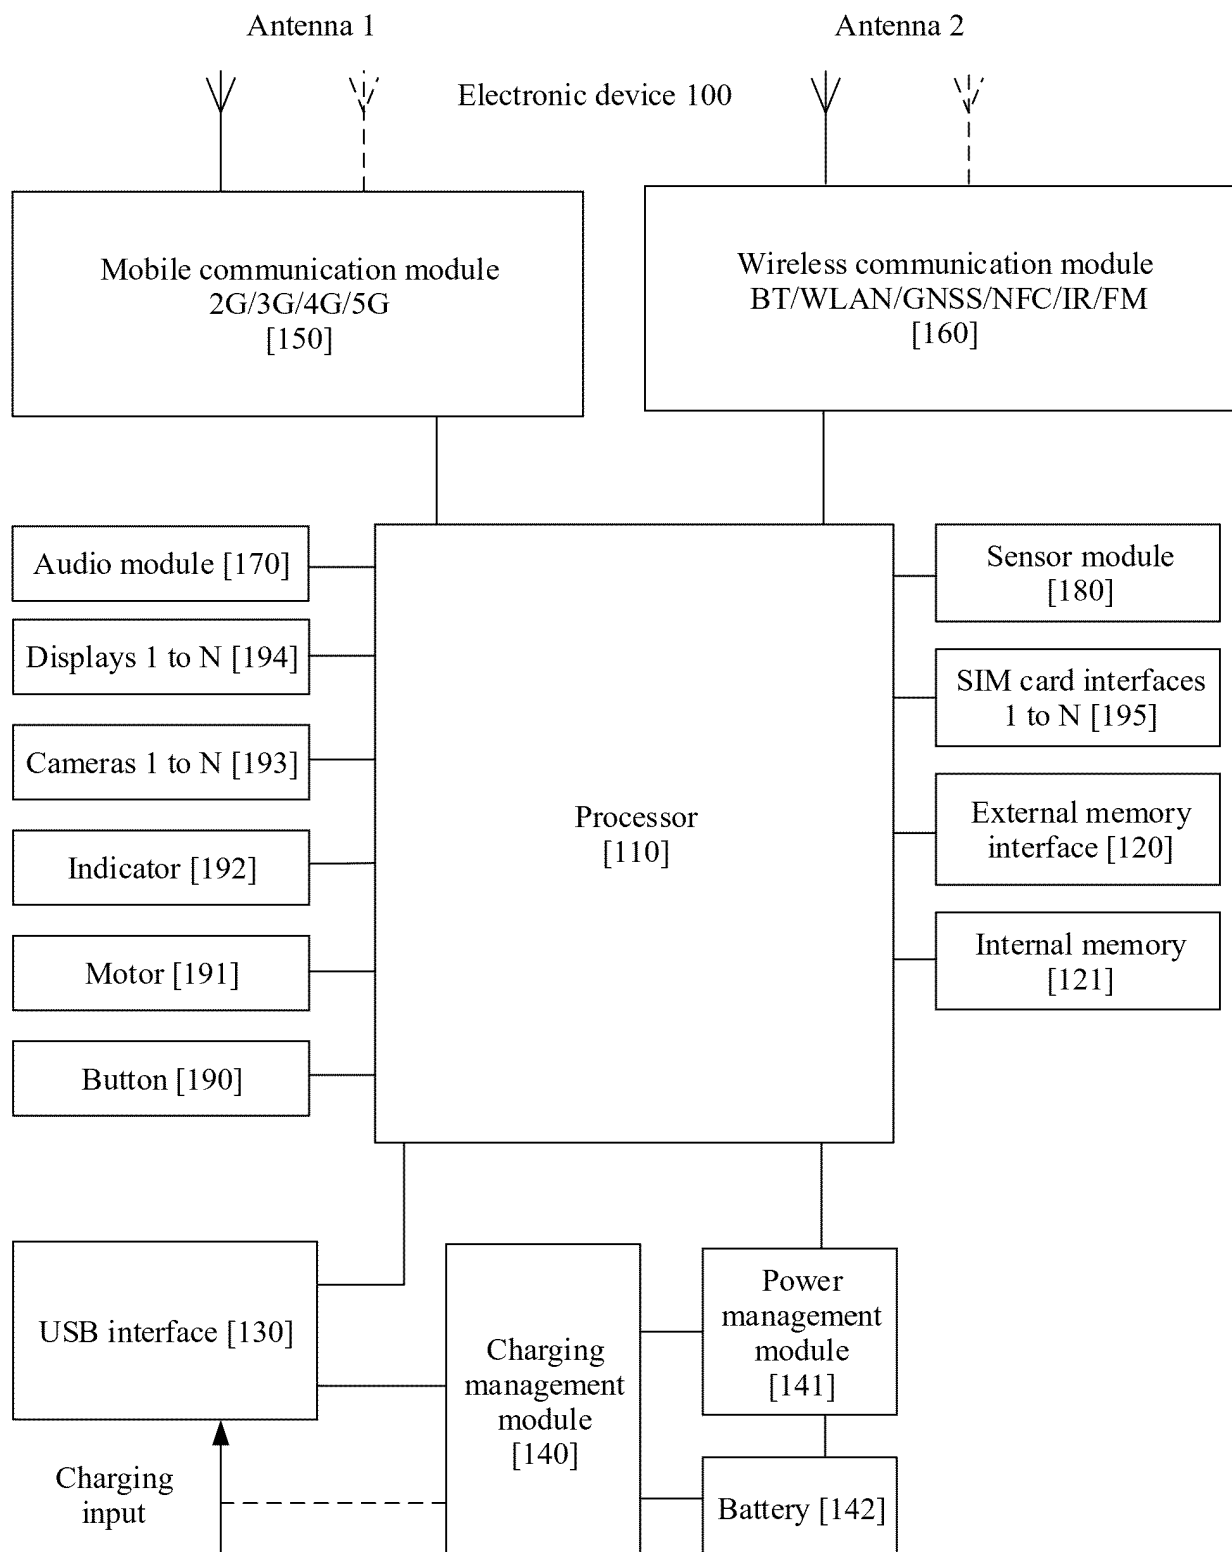 Antenna 1
Antenna 2
Electronic device 100
Mobile communication module
2G/3G/4G/5G
[150]
Wireless communication module
BT/WLAN/GNSS/NFC/IR/FM
[160]
Audio module [170]
Displays 1 to N [194]
Cameras 1 to N [193]
Indicator [192]
Motor [191]
Button [190]
Processor
[110]
Sensor module
[180]
SIM card interfaces
1 to N [195]
External memory
interface [120]
Internal memory
[121]
USB interface [130]
Charging
management
module
[140]
Power
management
module
[141]
Battery [142]
Charging
input